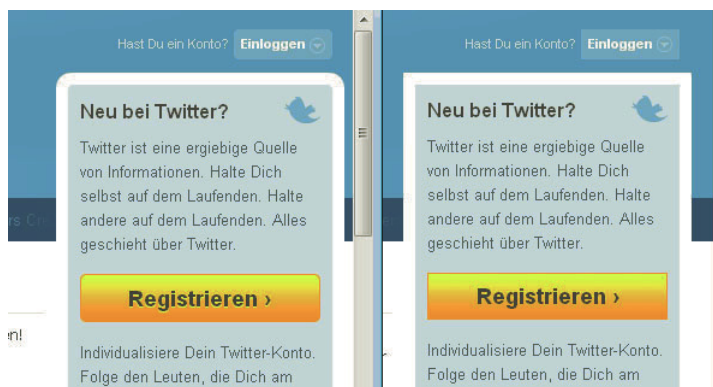 Hast Du ein Konto? Einloggen
Neu bei Twitter?
Twitter ist eine ergiebige Quelle
von Informationen. Halte Dich
selbst auf dem Laufenden. Halte
andere auf dem Laufenden. Alles
geschieht über Twitter.
Registrieren ›
Individualisiere Dein Twitter-Konto.
Folge den Leuten, die Dich am
en!
Hast Du ein Konto? Einloggen
Neu bei Twitter?
Twitter ist eine ergiebige Quelle
von Informationen. Halte Dich
selbst auf dem Laufenden. Halte
andere auf dem Laufenden. Alles
geschieht über Twitter.
Registrieren ›
Individualisiere Dein Twitter-Konto.
Folge den Leuten, die Dich am